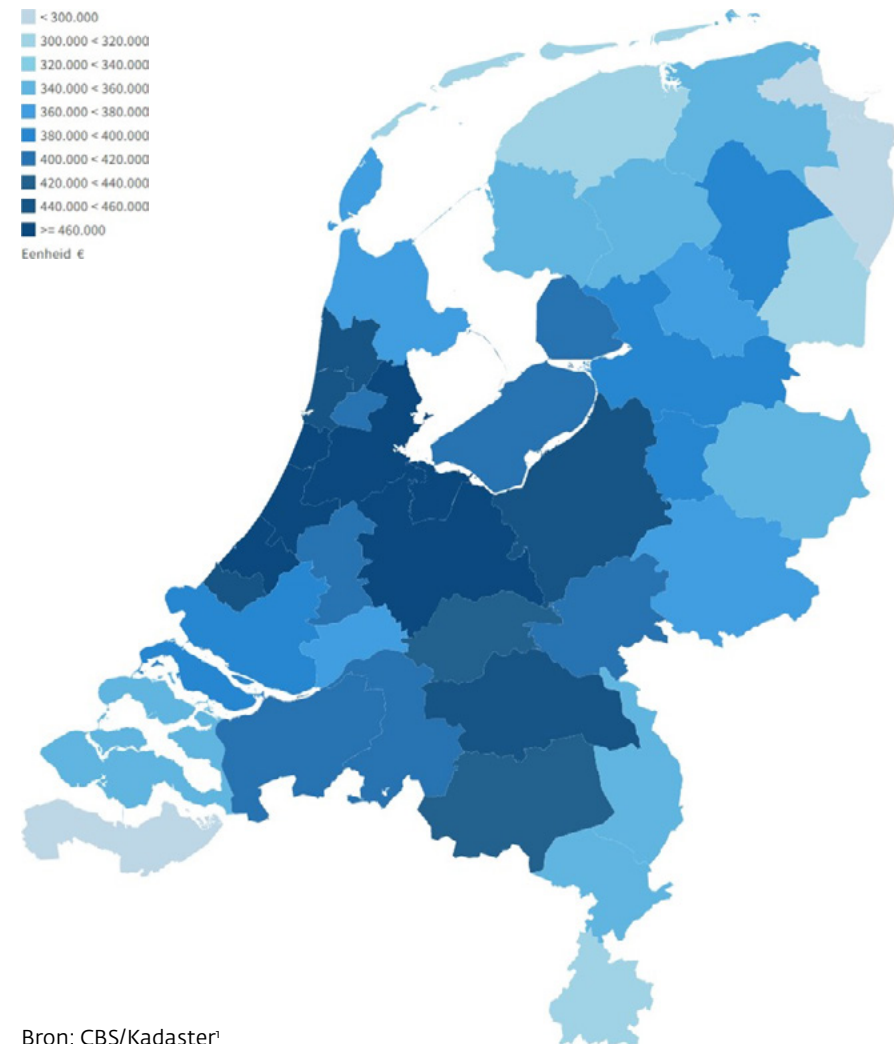 < 300.000
300.000 < 320.000
320.000 < 340.000
340.000 < 360.000
360.000 < 380.000
380.000 < 400.000
400.000 < 420.000
420.000 < 440.000
440.000 < 460.000
>= 460.000
Eenheid €
Bron: CBS/Kadaster¹